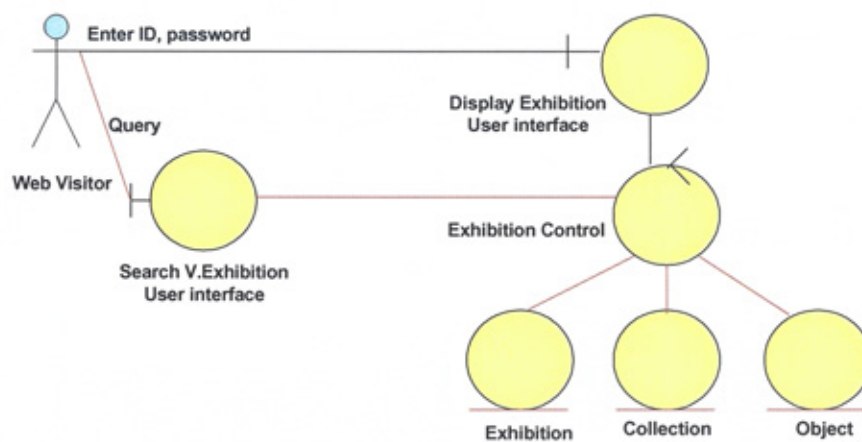 Enter ID, password
Display Exhibition
User interface
Query
Web Visitor
Exhibition Control
Search V.Exhibition
User interface
Exhibition
Collection
Object